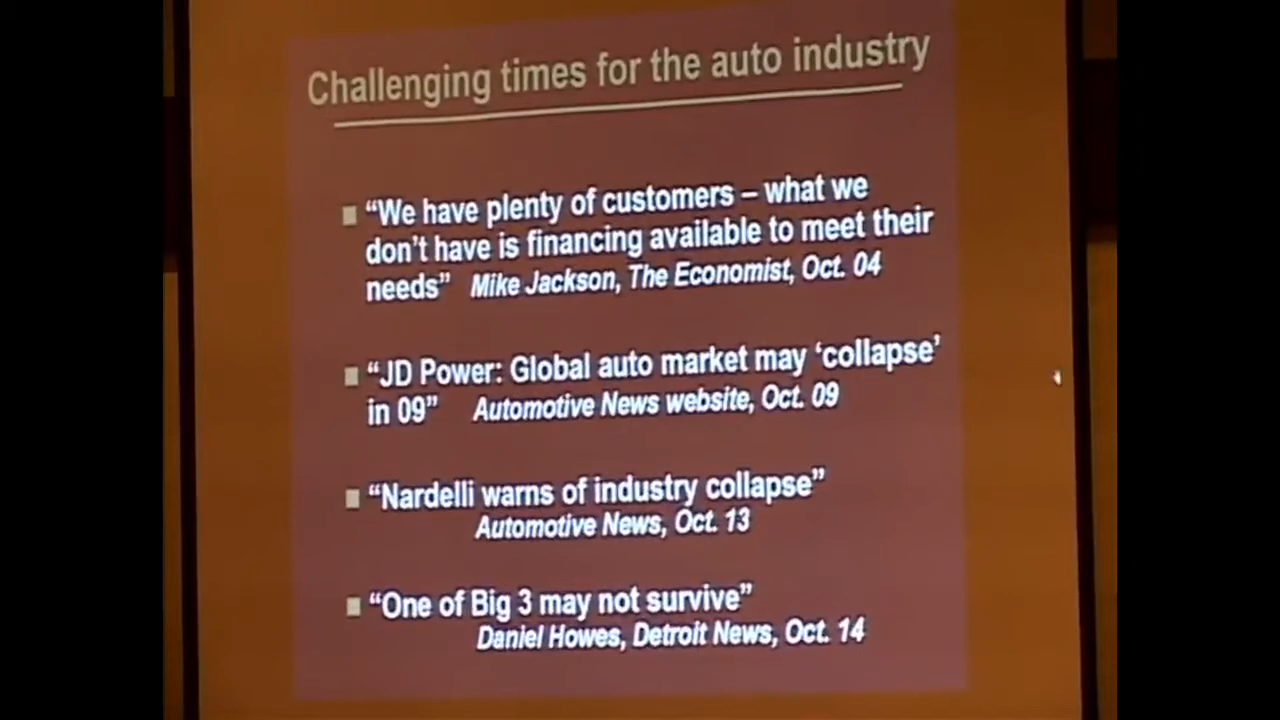 Challenging times for the auto industry
“We have plenty of customers – what we
don’t have is financing available to meet their
needs” Mike Jackson, The Economist, Oct. 04
“JD Power: Global auto market may ‘collapse’
in 09” Automotive News website, Oct. 09
“Nardelli warns of industry collapse”
Automotive News, Oct. 13
“One of Big 3 may not survive”
Daniel Howes, Detroit News, Oct. 14